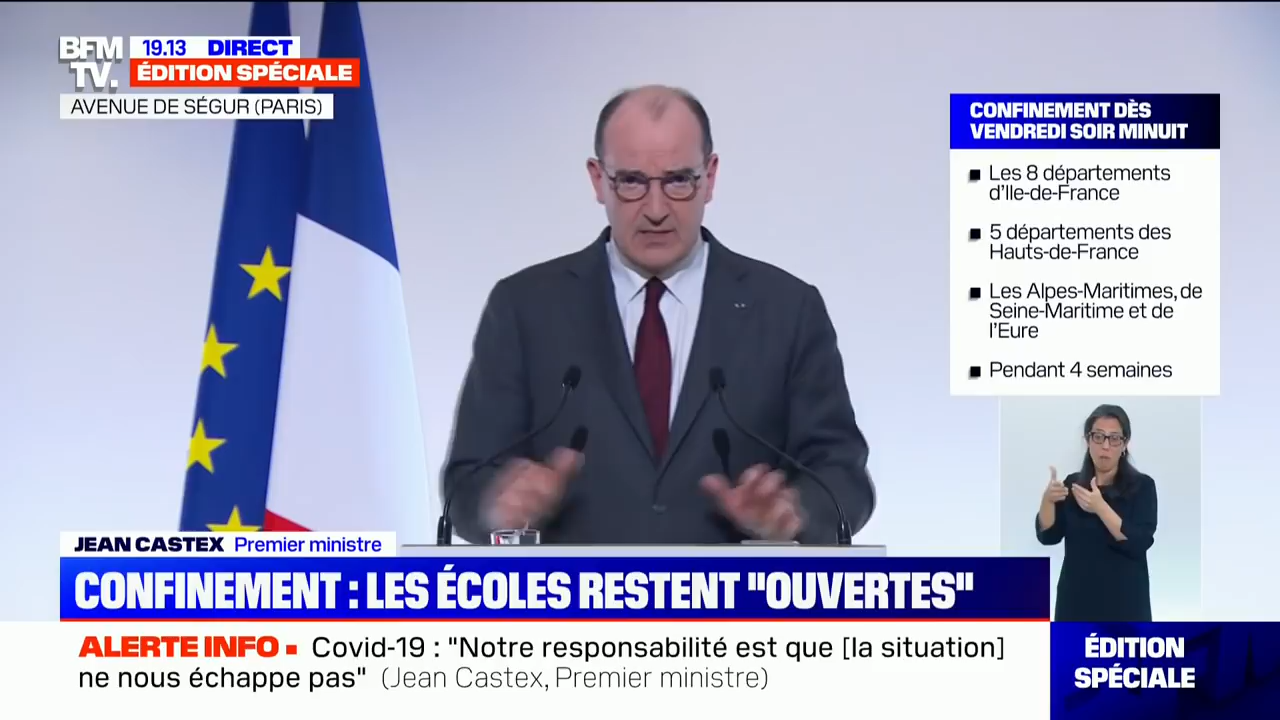 BFM
TV.
19.13 DIRECT
ÉDITION SPÉCIALE
AVENUE DE SÉGUR (PARIS)
CONFINEMENT DÈS
VENDREDI SOIR MINUIT
Les 8 départements
d'Ile-de-France
5 départements des
Hauts-de-France
Les Alpes-Maritimes, de
Seine-Maritime et de
l'Eure
Pendant 4 semaines
JEAN CASTEX Premier ministre
CONFINEMENT : LES ÉCOLES RESTENT "OUVERTES"
ALERTE INFO Covid-19 : "Notre responsabilité est que [la situation]
ne nous échappe pas" (Jean Castex, Premier ministre)
ÉDITION
SPÉCIALE